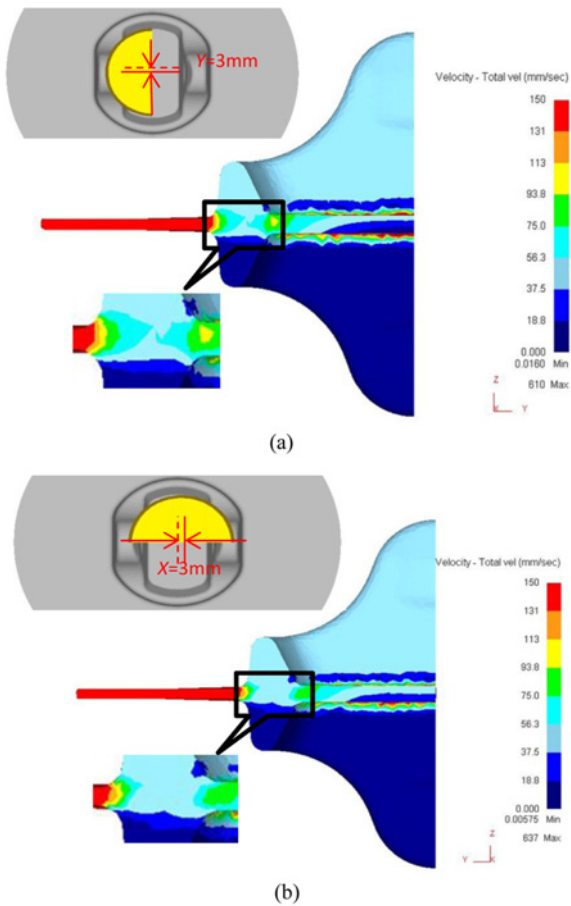 Y=3mm
Velocity - Total vel (mm/sec)
150
131
113
93.8
75.0
56.3
37.5
18.8
0.000
0.0160 Min
610 Max
Z
X Y
(a)
X=3mm
Velocity - Total vel (mm/sec)
150
131
113
93.8
75.0
56.3
37.5
18.8
0.000
0.00575 Min
637 Max
Z
Y X
(b)